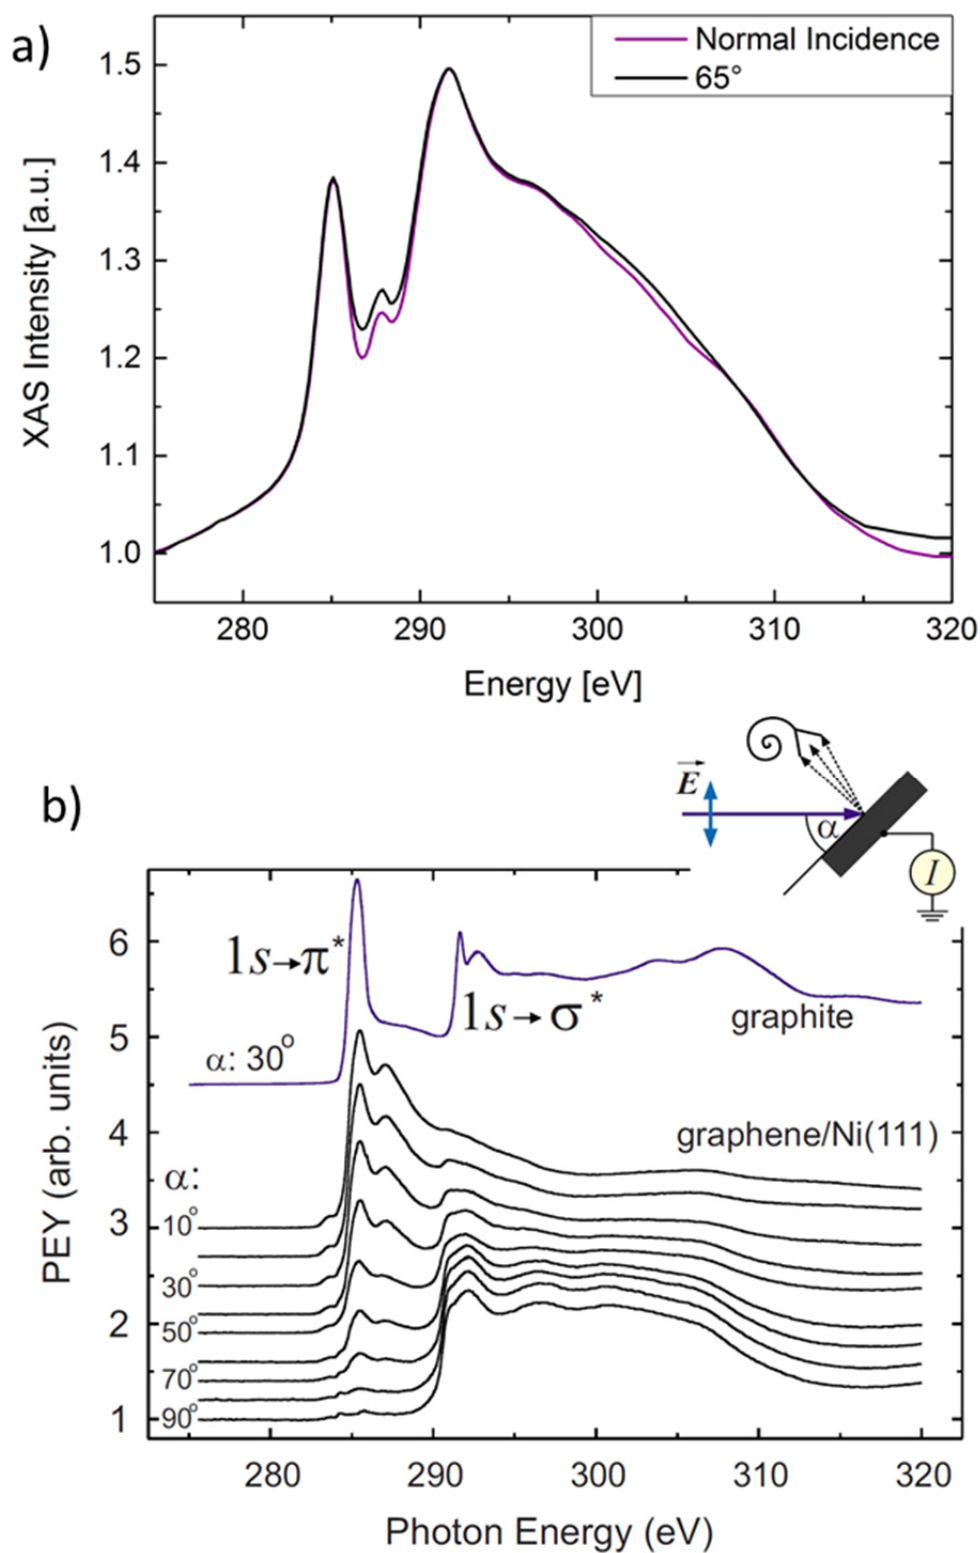 a)
Normal Incidence
65°
1.5
1.4
1.3
1.2
1.1
1.0
XAS Intensity [a.u.]
280 290 300 310 320
Energy [eV]
b)
E
α
I
6
5
4
3
2
1
PEY (arb. units)
1s→π*
1s→σ*
graphite
α: 30°
graphene/Ni(111)
α:
10°
30°
50°
70°
90°
280 290 300 310 320
Photon Energy (eV)